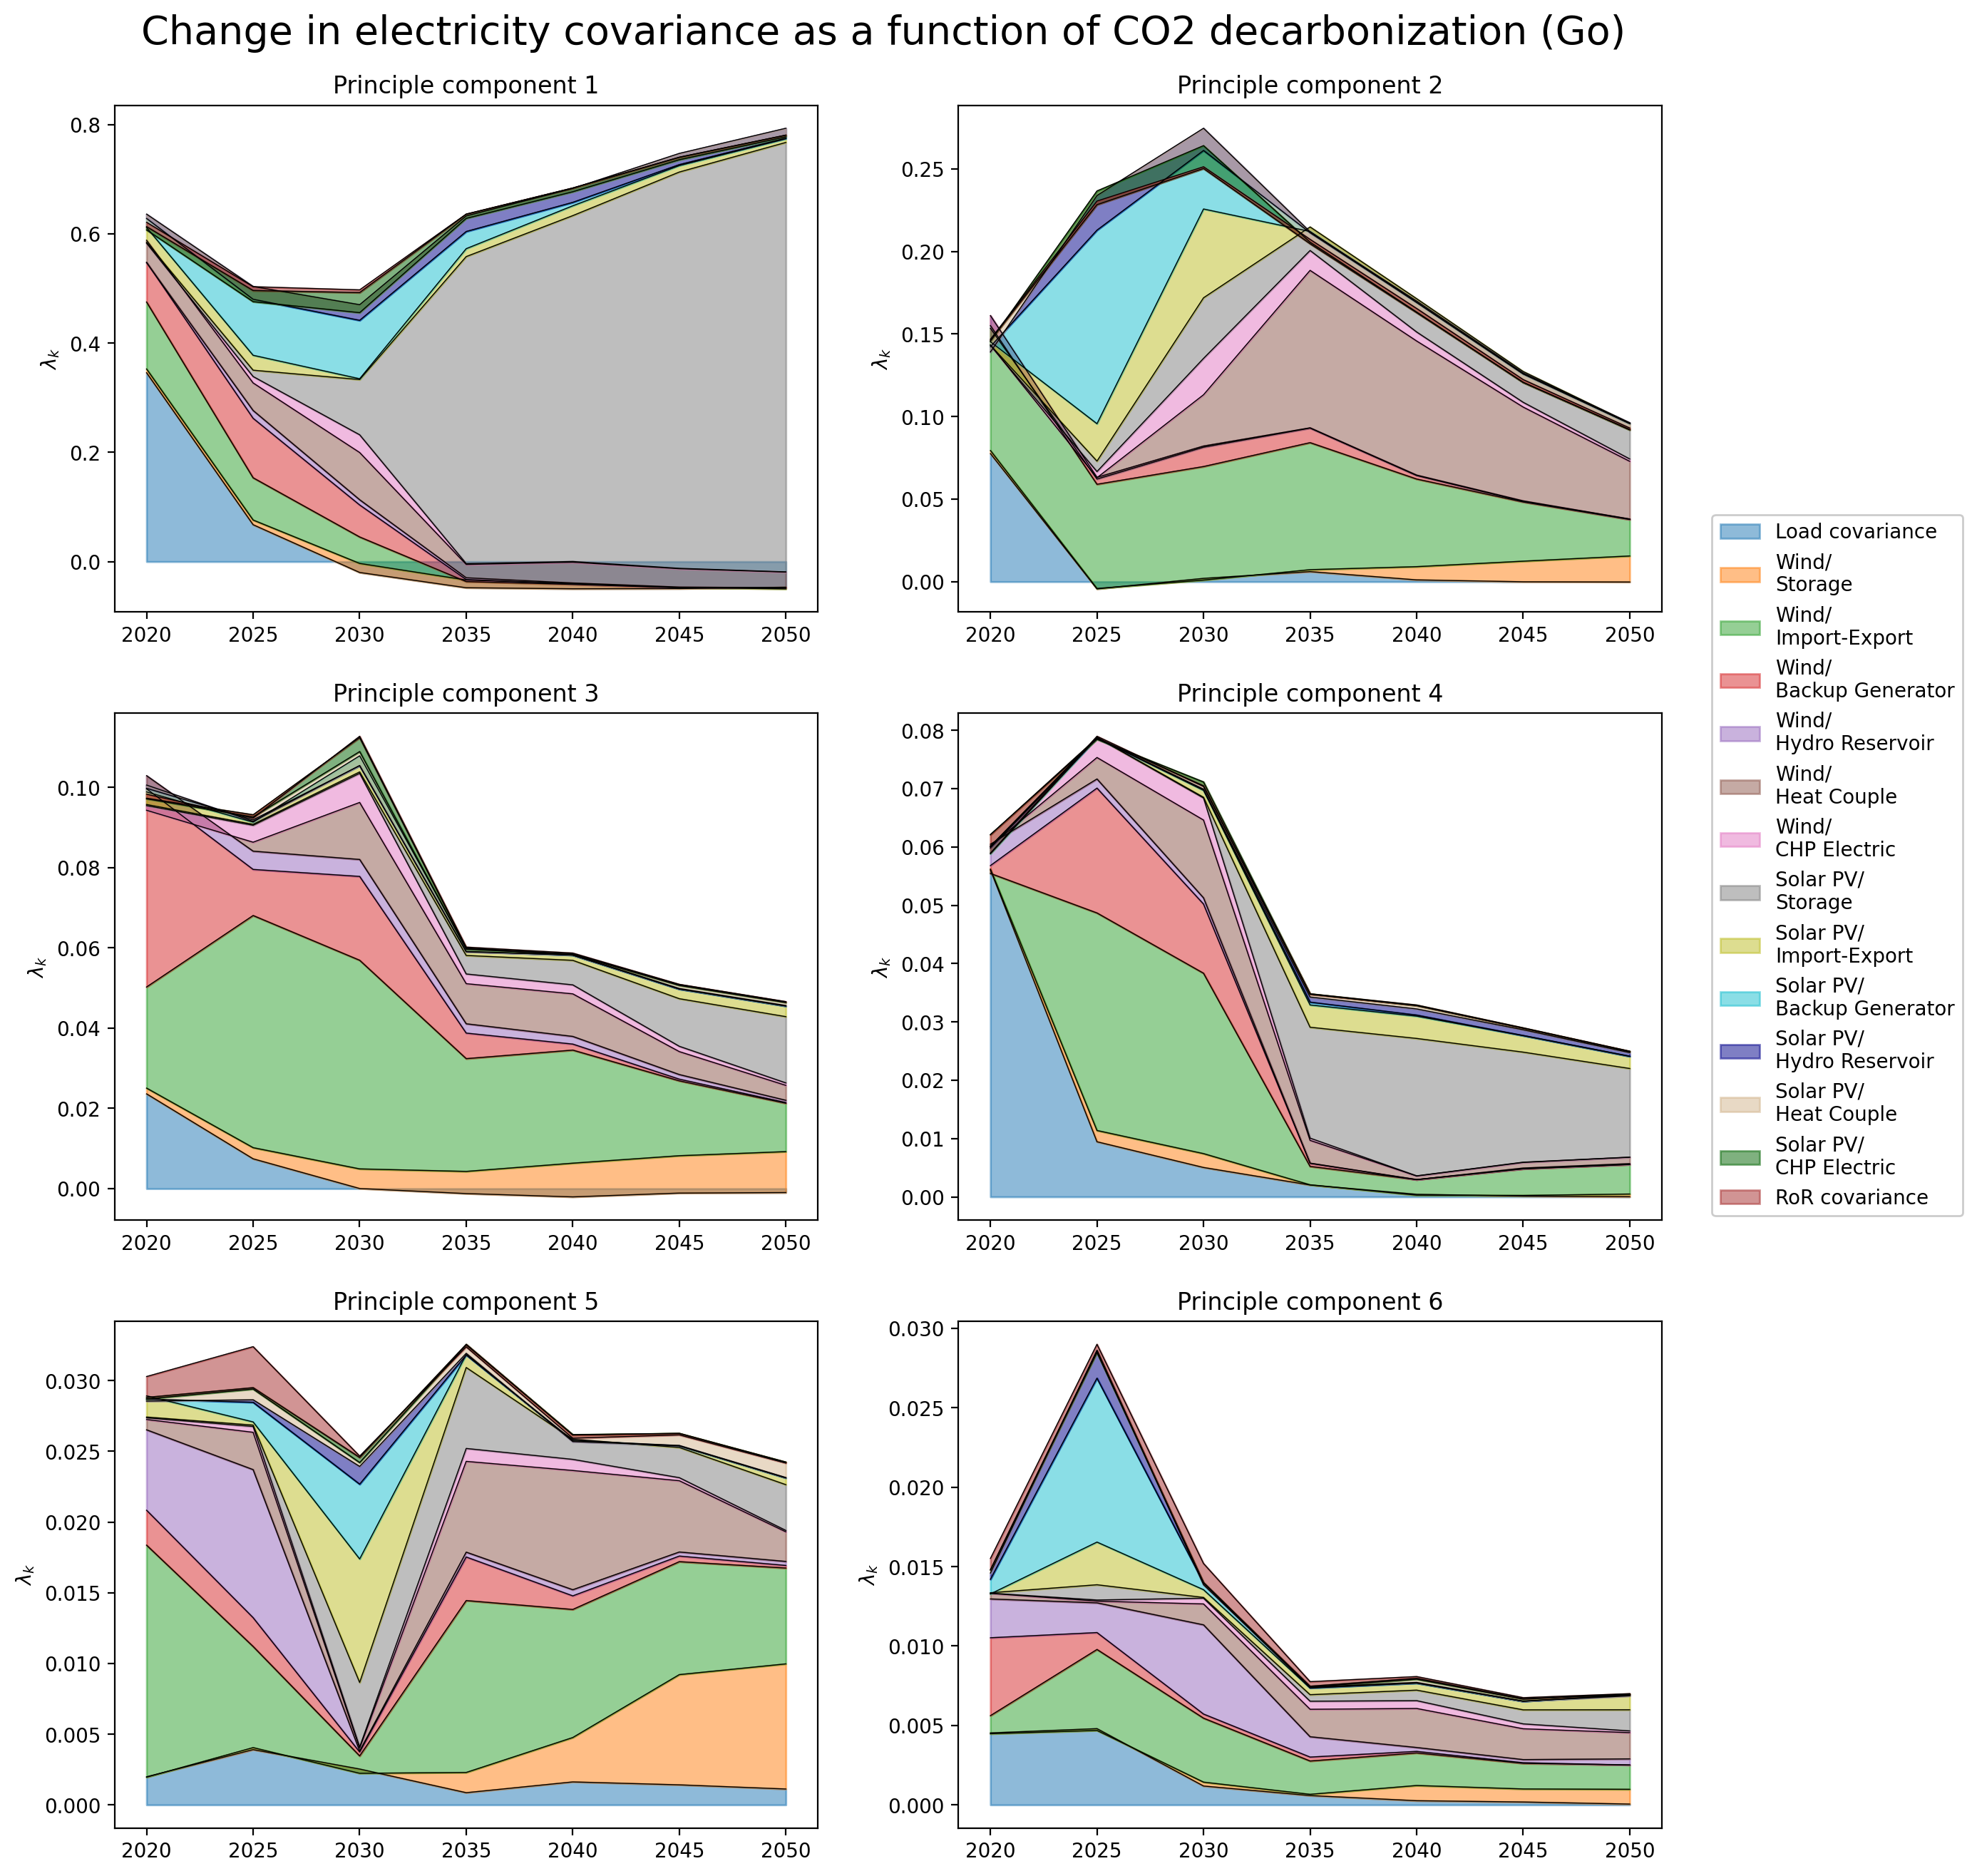 Change in electricity covariance as a function of CO2 decarbonization (Go)
Principle component 1
0.8
0.6
0.4
0.2
0.0
λk
2020 2025 2030 2035 2040 2045 2050
Principle component 2
0.25
0.20
0.15
0.10
0.05
0.00
λk
2020 2025 2030 2035 2040 2045 2050
Principle component 3
0.10
0.08
0.06
0.04
0.02
0.00
λk
2020 2025 2030 2035 2040 2045 2050
Principle component 4
0.08
0.07
0.06
0.05
0.04
0.03
0.02
0.01
0.00
λk
2020 2025 2030 2035 2040 2045 2050
Principle component 5
0.030
0.025
0.020
0.015
0.010
0.005
0.000
λk
2020 2025 2030 2035 2040 2045 2050
Principle component 6
0.030
0.025
0.020
0.015
0.010
0.005
0.000
λk
2020 2025 2030 2035 2040 2045 2050
Load covariance
Wind/
Storage
Wind/
Import-Export
Wind/
Backup Generator
Wind/
Hydro Reservoir
Wind/
Heat Couple
Wind/
CHP Electric
Solar PV/
Storage
Solar PV/
Import-Export
Solar PV/
Backup Generator
Solar PV/
Hydro Reservoir
Solar PV/
Heat Couple
Solar PV/
CHP Electric
RoR covariance